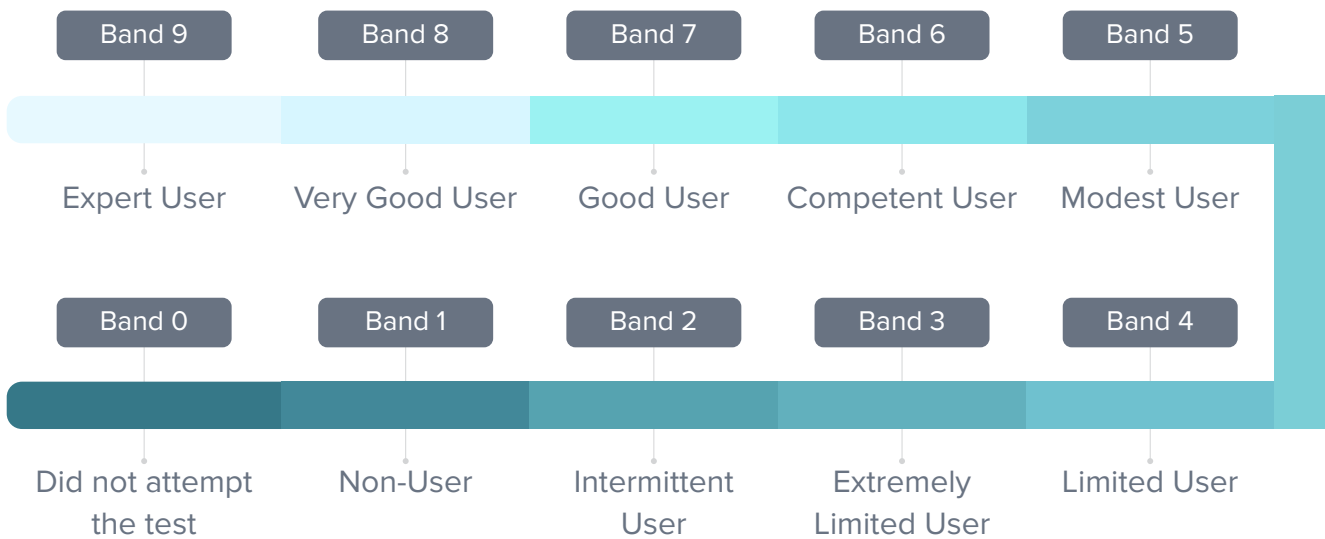 Band 9
Band 8
Band 7
Band 6
Band 5
Expert User
Very Good User
Good User
Competent User
Modest User
Band 0
Band 1
Band 2
Band 3
Band 4
Did not attempt
the test
Non-User
Intermittent
User
Extremely
Limited User
Limited User